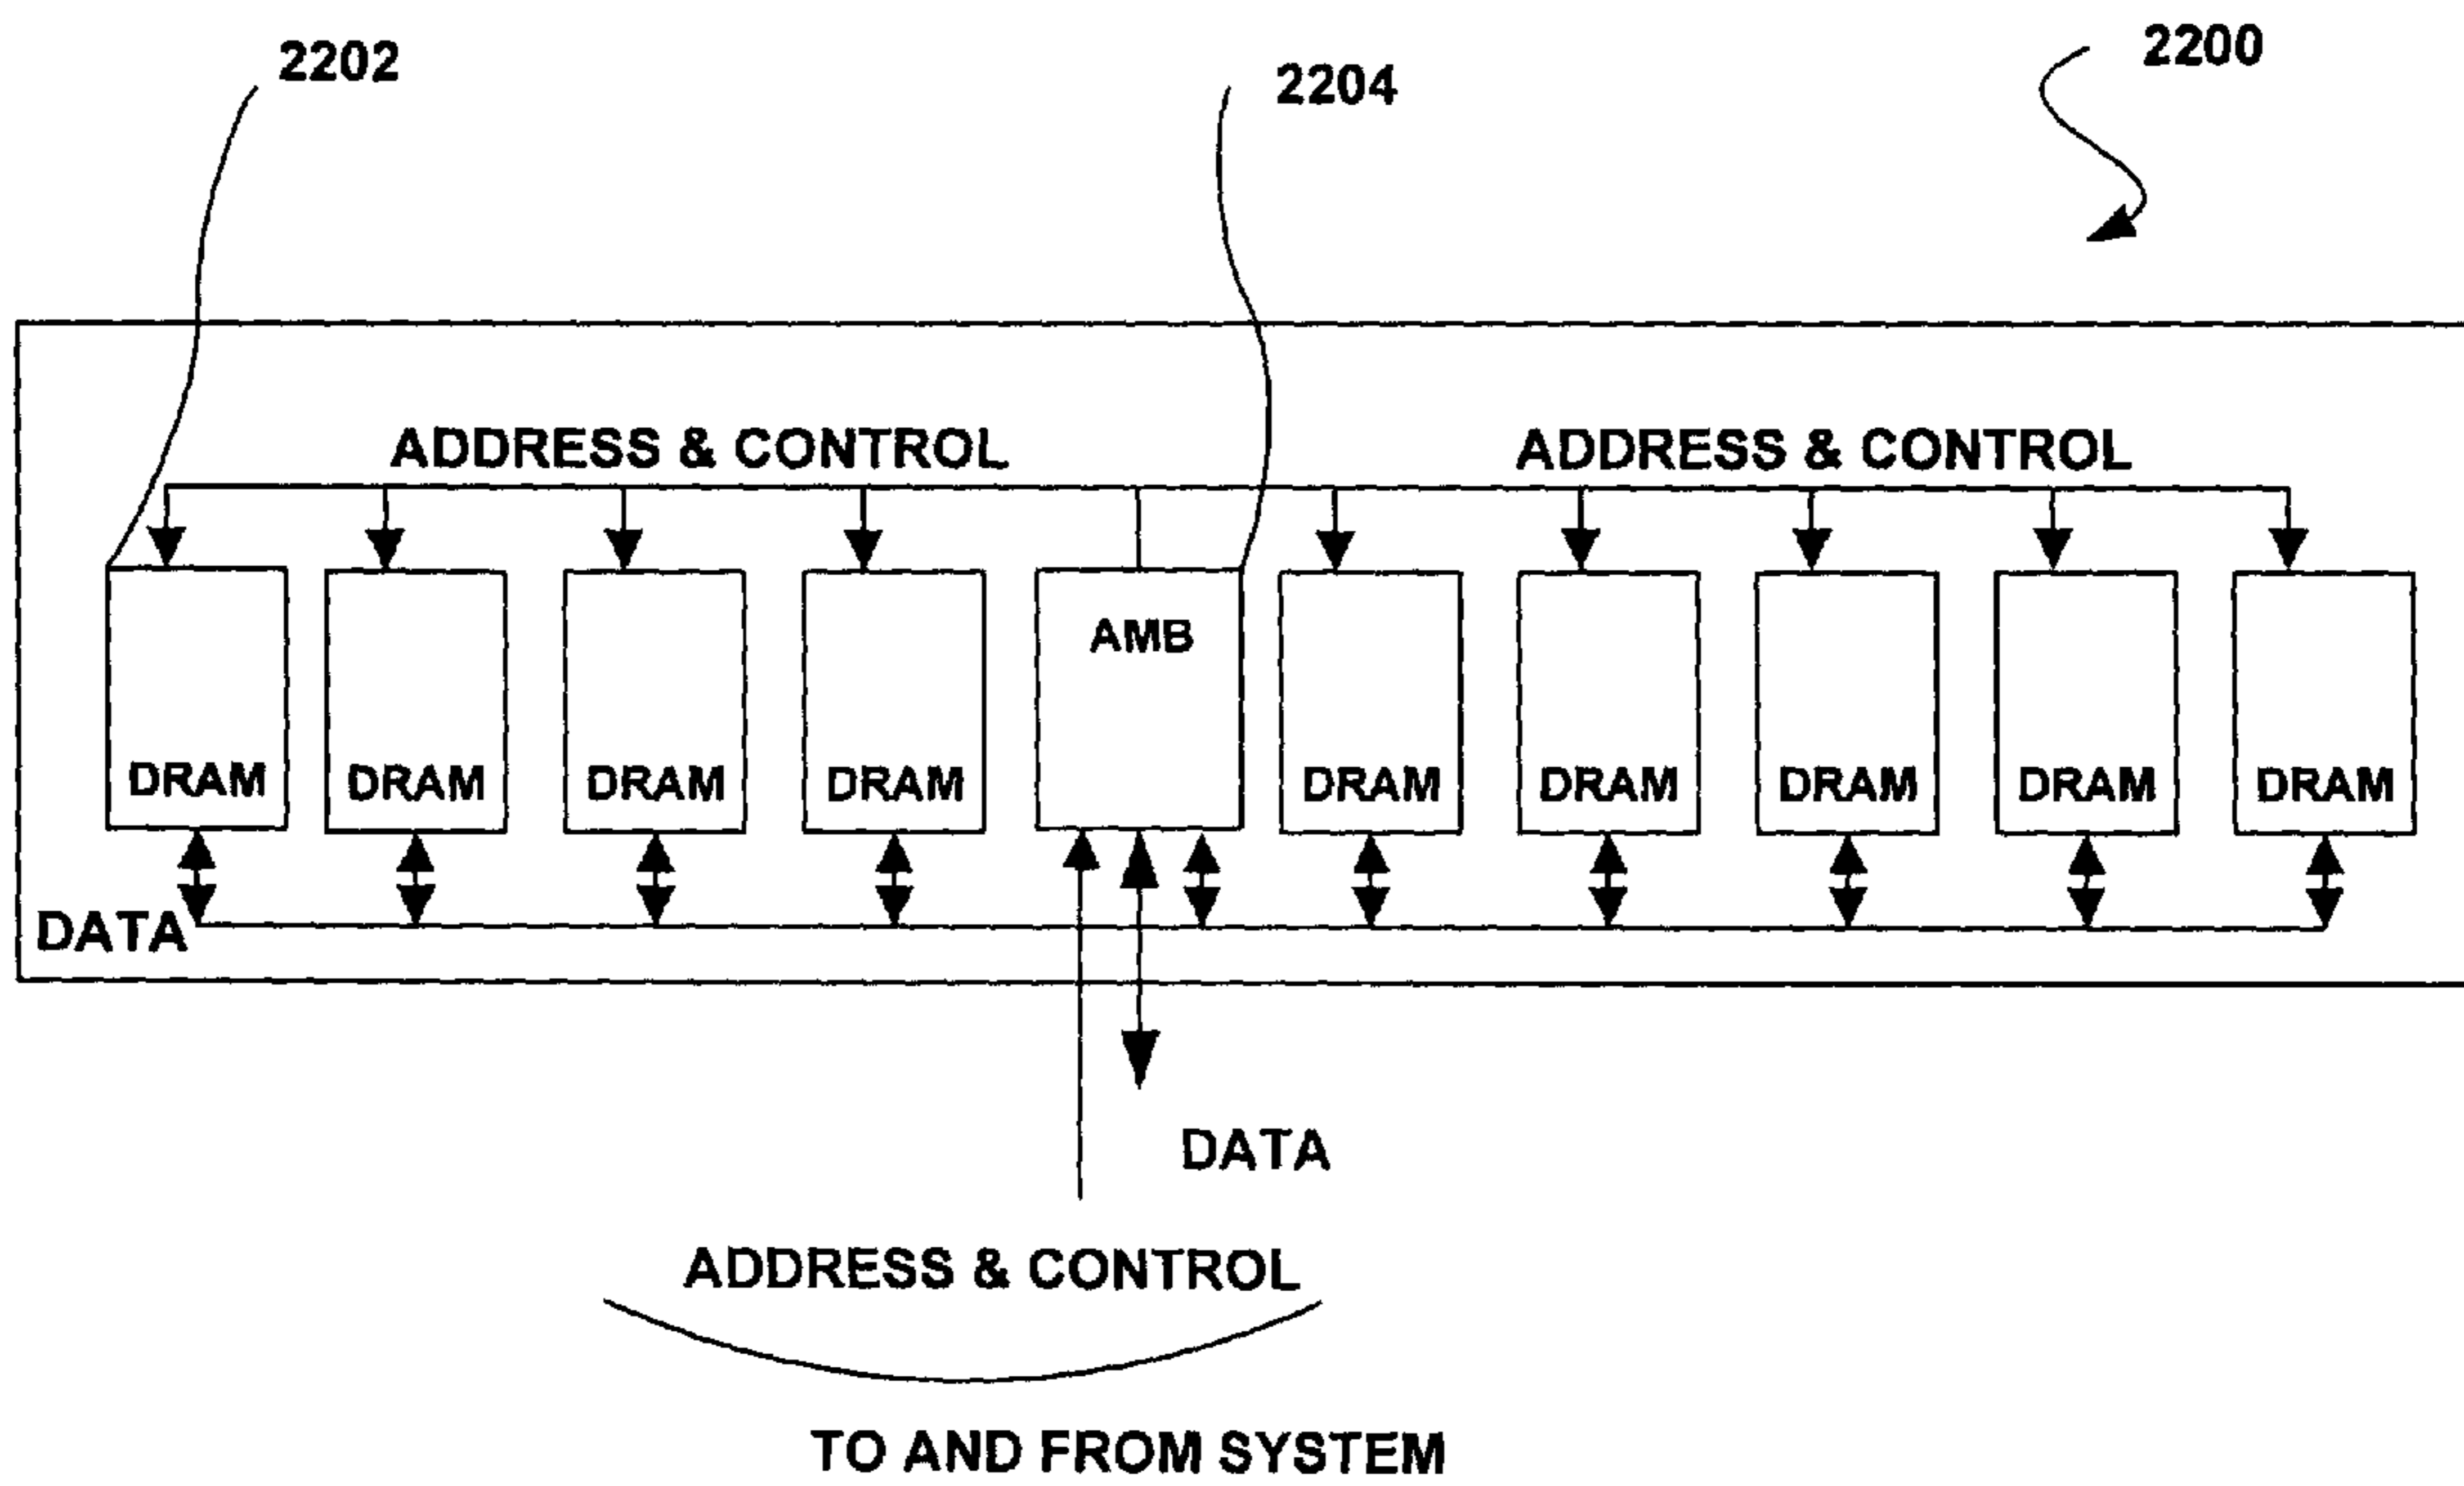 2202
2204
2200
ADDRESS & CONTROL
ADDRESS & CONTROL
AMB
DRAM
DRAM
DRAM
DRAM
DRAM
DRAM
DRAM
DRAM
DRAM
DATA
DATA
ADDRESS & CONTROL
TO AND FROM SYSTEM